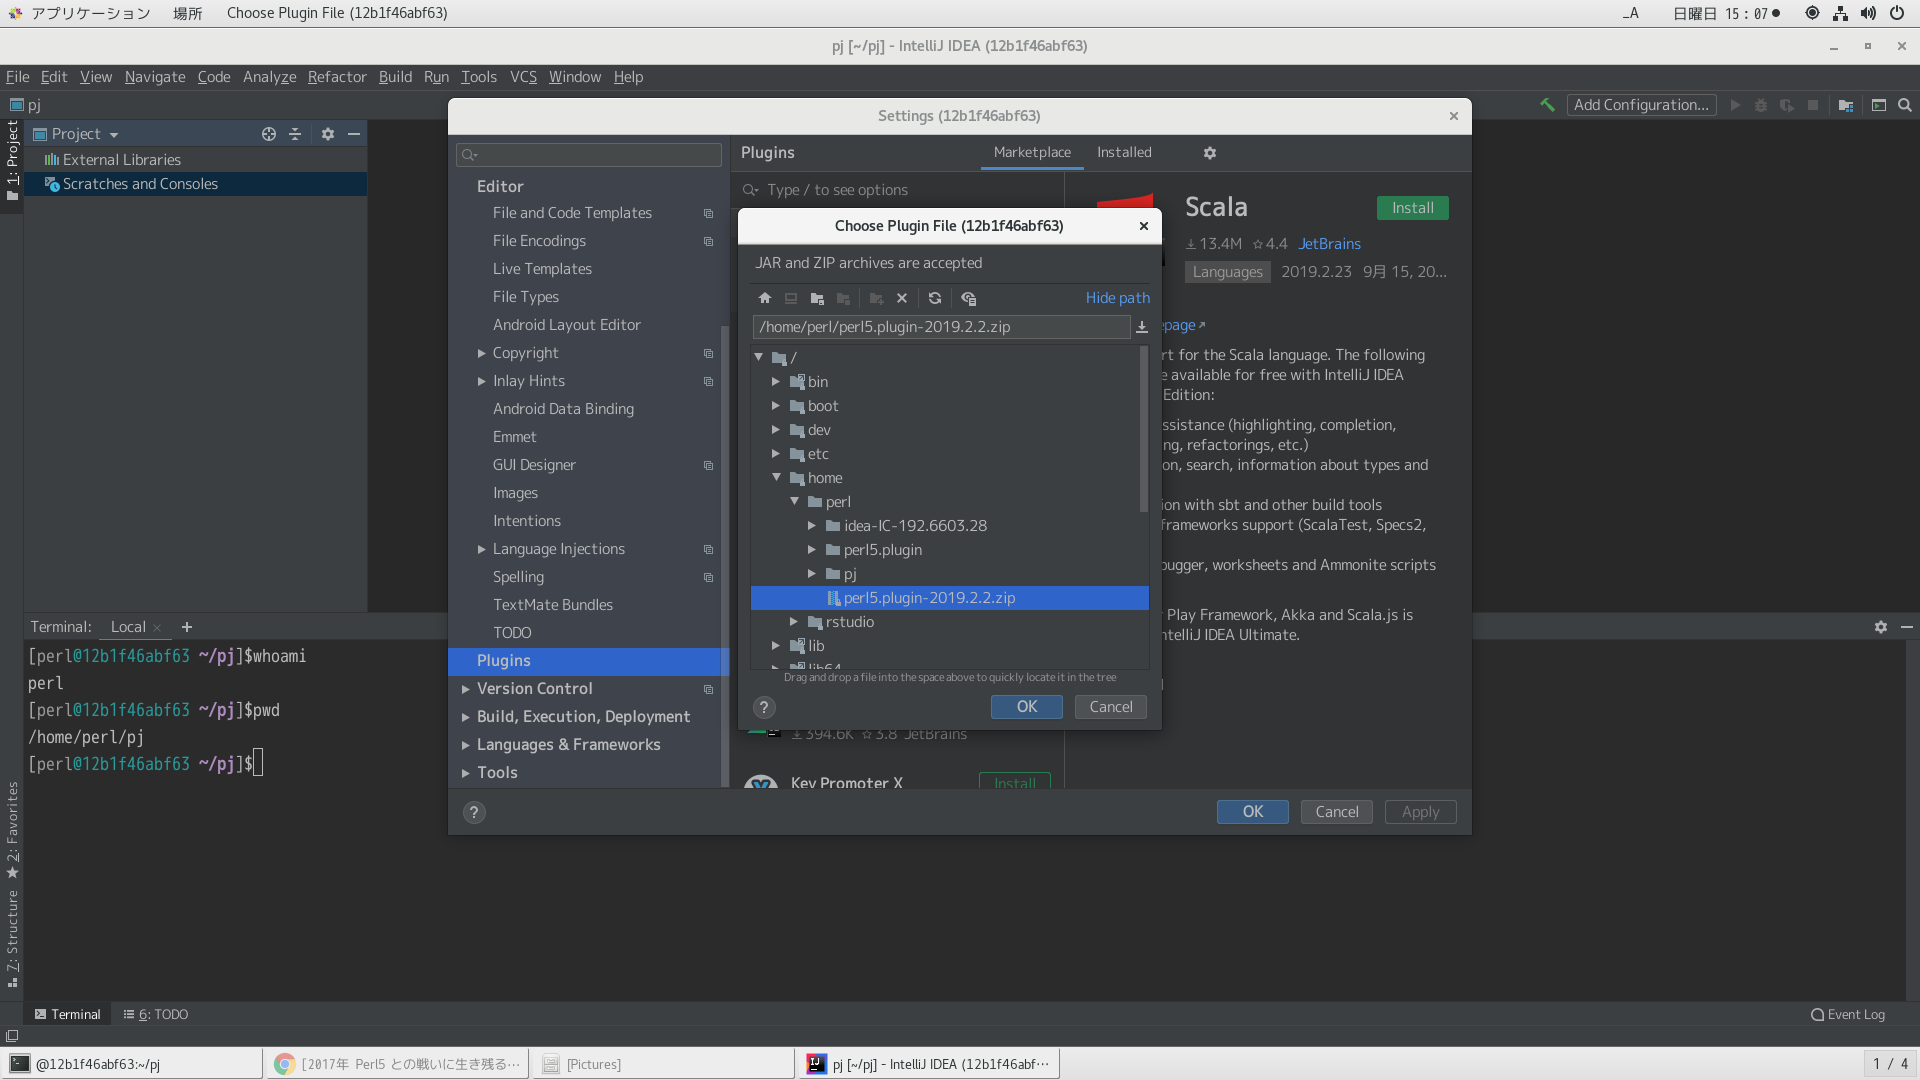 アプリケーション 場所 Choose Plugin File (12b1f46abf63) _A 日曜日 15：07●
pj [~/pj] - IntelliJ IDEA (12b1f46abf63)
File Edit View Navigate Code Analyze Refactor Build Run Tools VCS Window Help
pj Add Configuration...
Settings (12b1f46abf63)
1: Project
Project
External Libraries
Scratches and Consoles
Editor
File and Code Templates
File Encodings
Live Templates
File Types
Android Layout Editor
Copyright
Inlay Hints
Android Data Binding
Emmet
GUI Designer
Images
Intentions
Language Injections
Spelling
TextMate Bundles
TODO
Plugins
Version Control
Build, Execution, Deployment
Languages & Frameworks
Tools
Plugins Marketplace Installed
Type / to see options
Scala Install
13.4M 4.4 JetBrains
Languages 2019.2.23 9月 15, 20...
epage
rt for the Scala language. The following
e available for free with IntelliJ IDEA
Edition:
ssistance (highlighting, completion,
ng, refactorings, etc.)
on, search, information about types and
ion with sbt and other build tools
frameworks support (ScalaTest, Specs2,
bugger, worksheets and Ammonite scripts
Play Framework, Akka and Scala.js is
ntelliJ IDEA Ultimate.
Choose Plugin File (12b1f46abf63)
JAR and ZIP archives are accepted
Hide path
/home/perl/perl5.plugin-2019.2.2.zip
/
bin
boot
dev
etc
home
perl
idea-IC-192.6603.28
perl5.plugin
pj
perl5.plugin-2019.2.2.zip
rstudio
lib
lib64
Drag and drop a file into the space above to quickly locate it in the tree
? OK Cancel
394.6K 3.8 JetBrains
Key Promoter X Install
? OK Cancel Apply
Terminal: Local × +
[perl@12b1f46abf63 ~/pj]$whoami
perl
[perl@12b1f46abf63 ~/pj]$pwd
/home/perl/pj
[perl@12b1f46abf63 ~/pj]$
2: Favorites
7: Structure
Terminal 6: TODO Event Log
@12b1f46abf63:~/pj [2017年 Perl5 との戦いに生き残る… [Pictures] pj [~/pj] - IntelliJ IDEA (12b1f46abf… 1 / 4